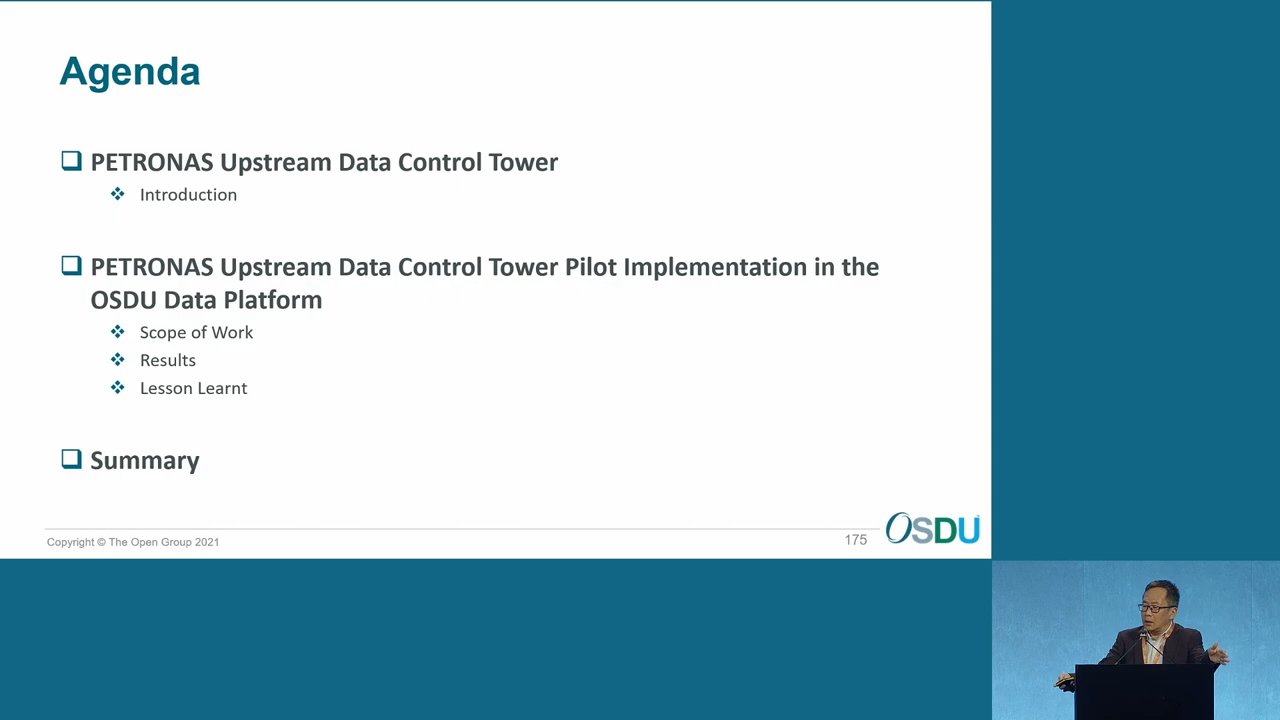 Agenda
PETRONAS Upstream Data Control Tower
Introduction
PETRONAS Upstream Data Control Tower Pilot Implementation in the
OSDU Data Platform
Scope of Work
Results
Lesson Learnt
Summary
Copyright © The Open Group 2021
175
OSDU